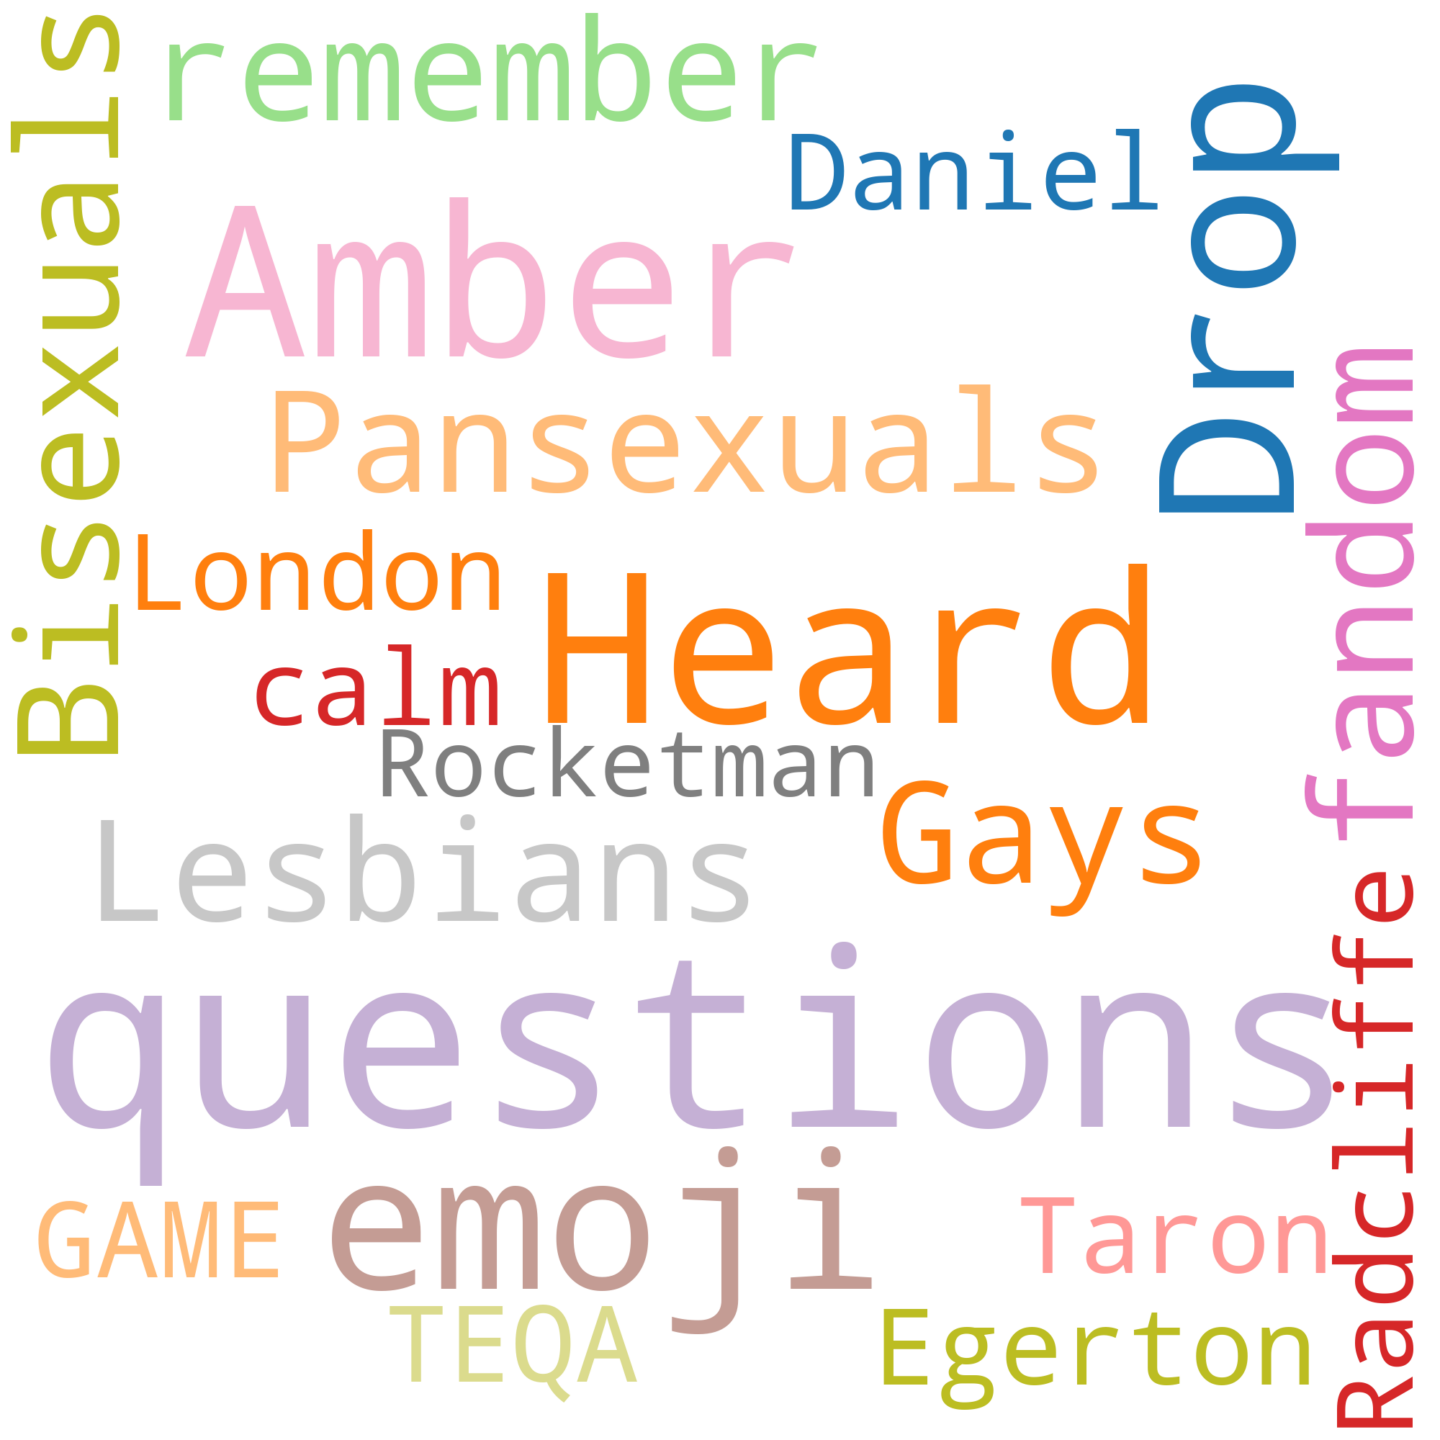 Bisexuals
remember
Daniel
Drop
Amber
Pansexuals
fandom
London
Heard
calm
Rocketman
Gays
Lesbians
Radcliffe
questions
emoji
GAME
Taron
TEQA
Egerton